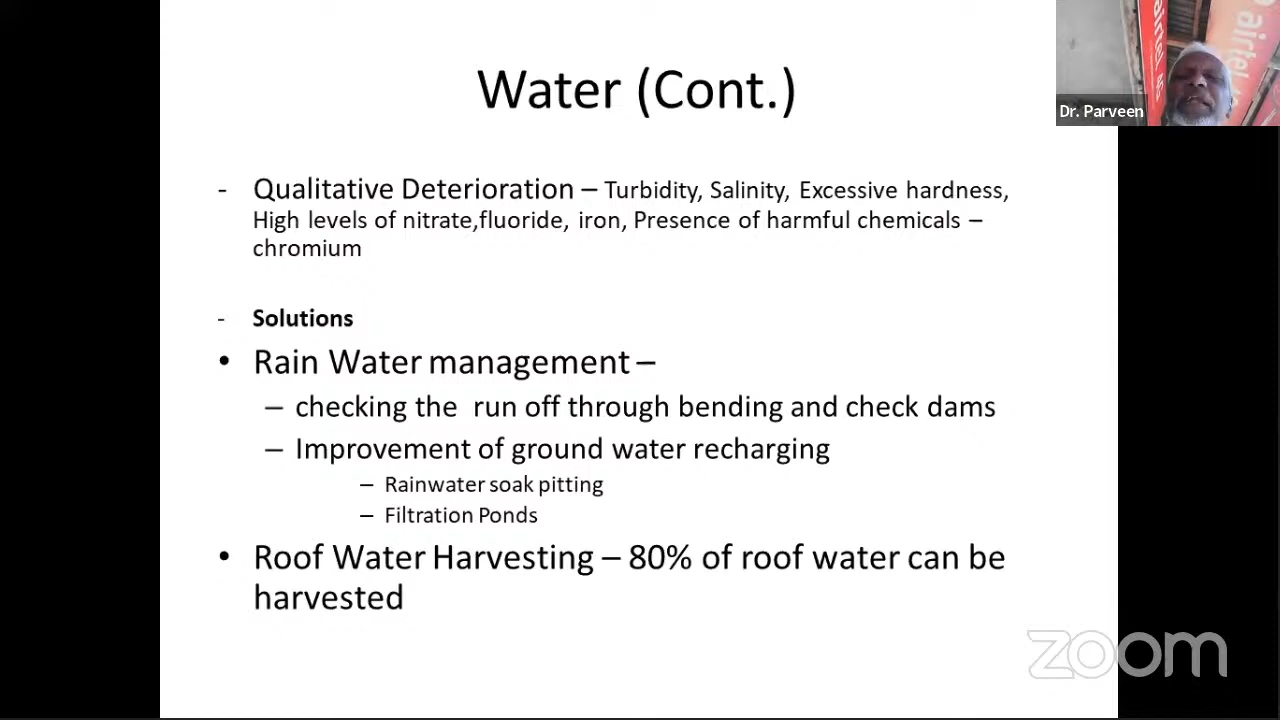 Water (Cont.)
- Qualitative Deterioration – Turbidity, Salinity, Excessive hardness,
High levels of nitrate,fluoride, iron, Presence of harmful chemicals –
chromium
- Solutions
• Rain Water management –
– checking the run off through bending and check dams
– Improvement of ground water recharging
– Rainwater soak pitting
– Filtration Ponds
• Roof Water Harvesting – 80% of roof water can be
harvested
airtel
airtel
Dr. Parveen
zoom